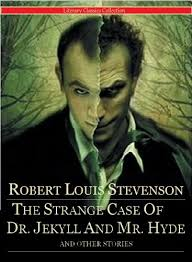 Literary Classics Collection
ROBERT LOUIS STEVENSON
THE STRANGE CASE OF
DR. JEKYLL AND MR. HYDE
AND OTHER STORIES